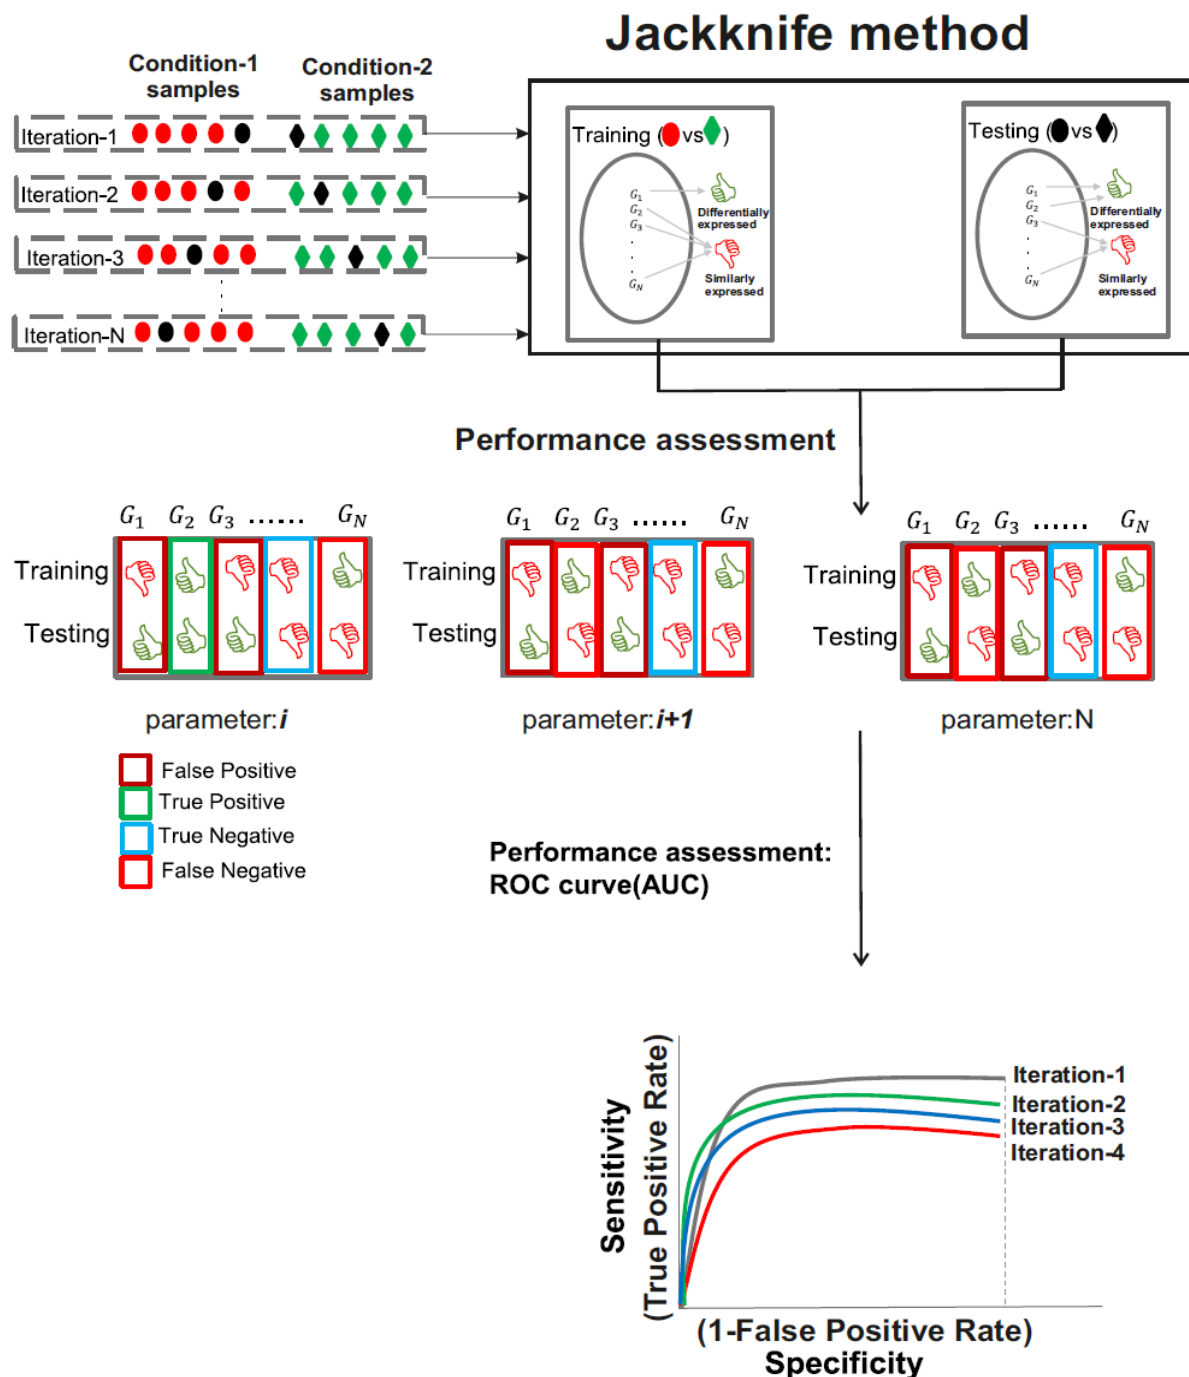 Jackknife method
Condition-1
samples
Condition-2
samples
Iteration-1
Iteration-2
Iteration-3
Iteration-N
Training ( vs )
G1
G2
G3
.
.
.
GN
Differentially
expressed
Similarly
expressed
Testing ( vs )
G1
G2
G3
.
.
.
GN
Differentially
expressed
Similarly
expressed
Performance assessment
G1 G2 G3 ...... GN
Training
Testing
parameter:i
G1 G2 G3 ...... GN
Training
Testing
parameter:i+1
G1 G2 G3 ...... GN
Training
Testing
parameter:N
False Positive
True Positive
True Negative
False Negative
Performance assessment:
ROC curve(AUC)
Sensitivity
(True Positive Rate)
Iteration-1
Iteration-2
Iteration-3
Iteration-4
(1-False Positive Rate)
Specificity